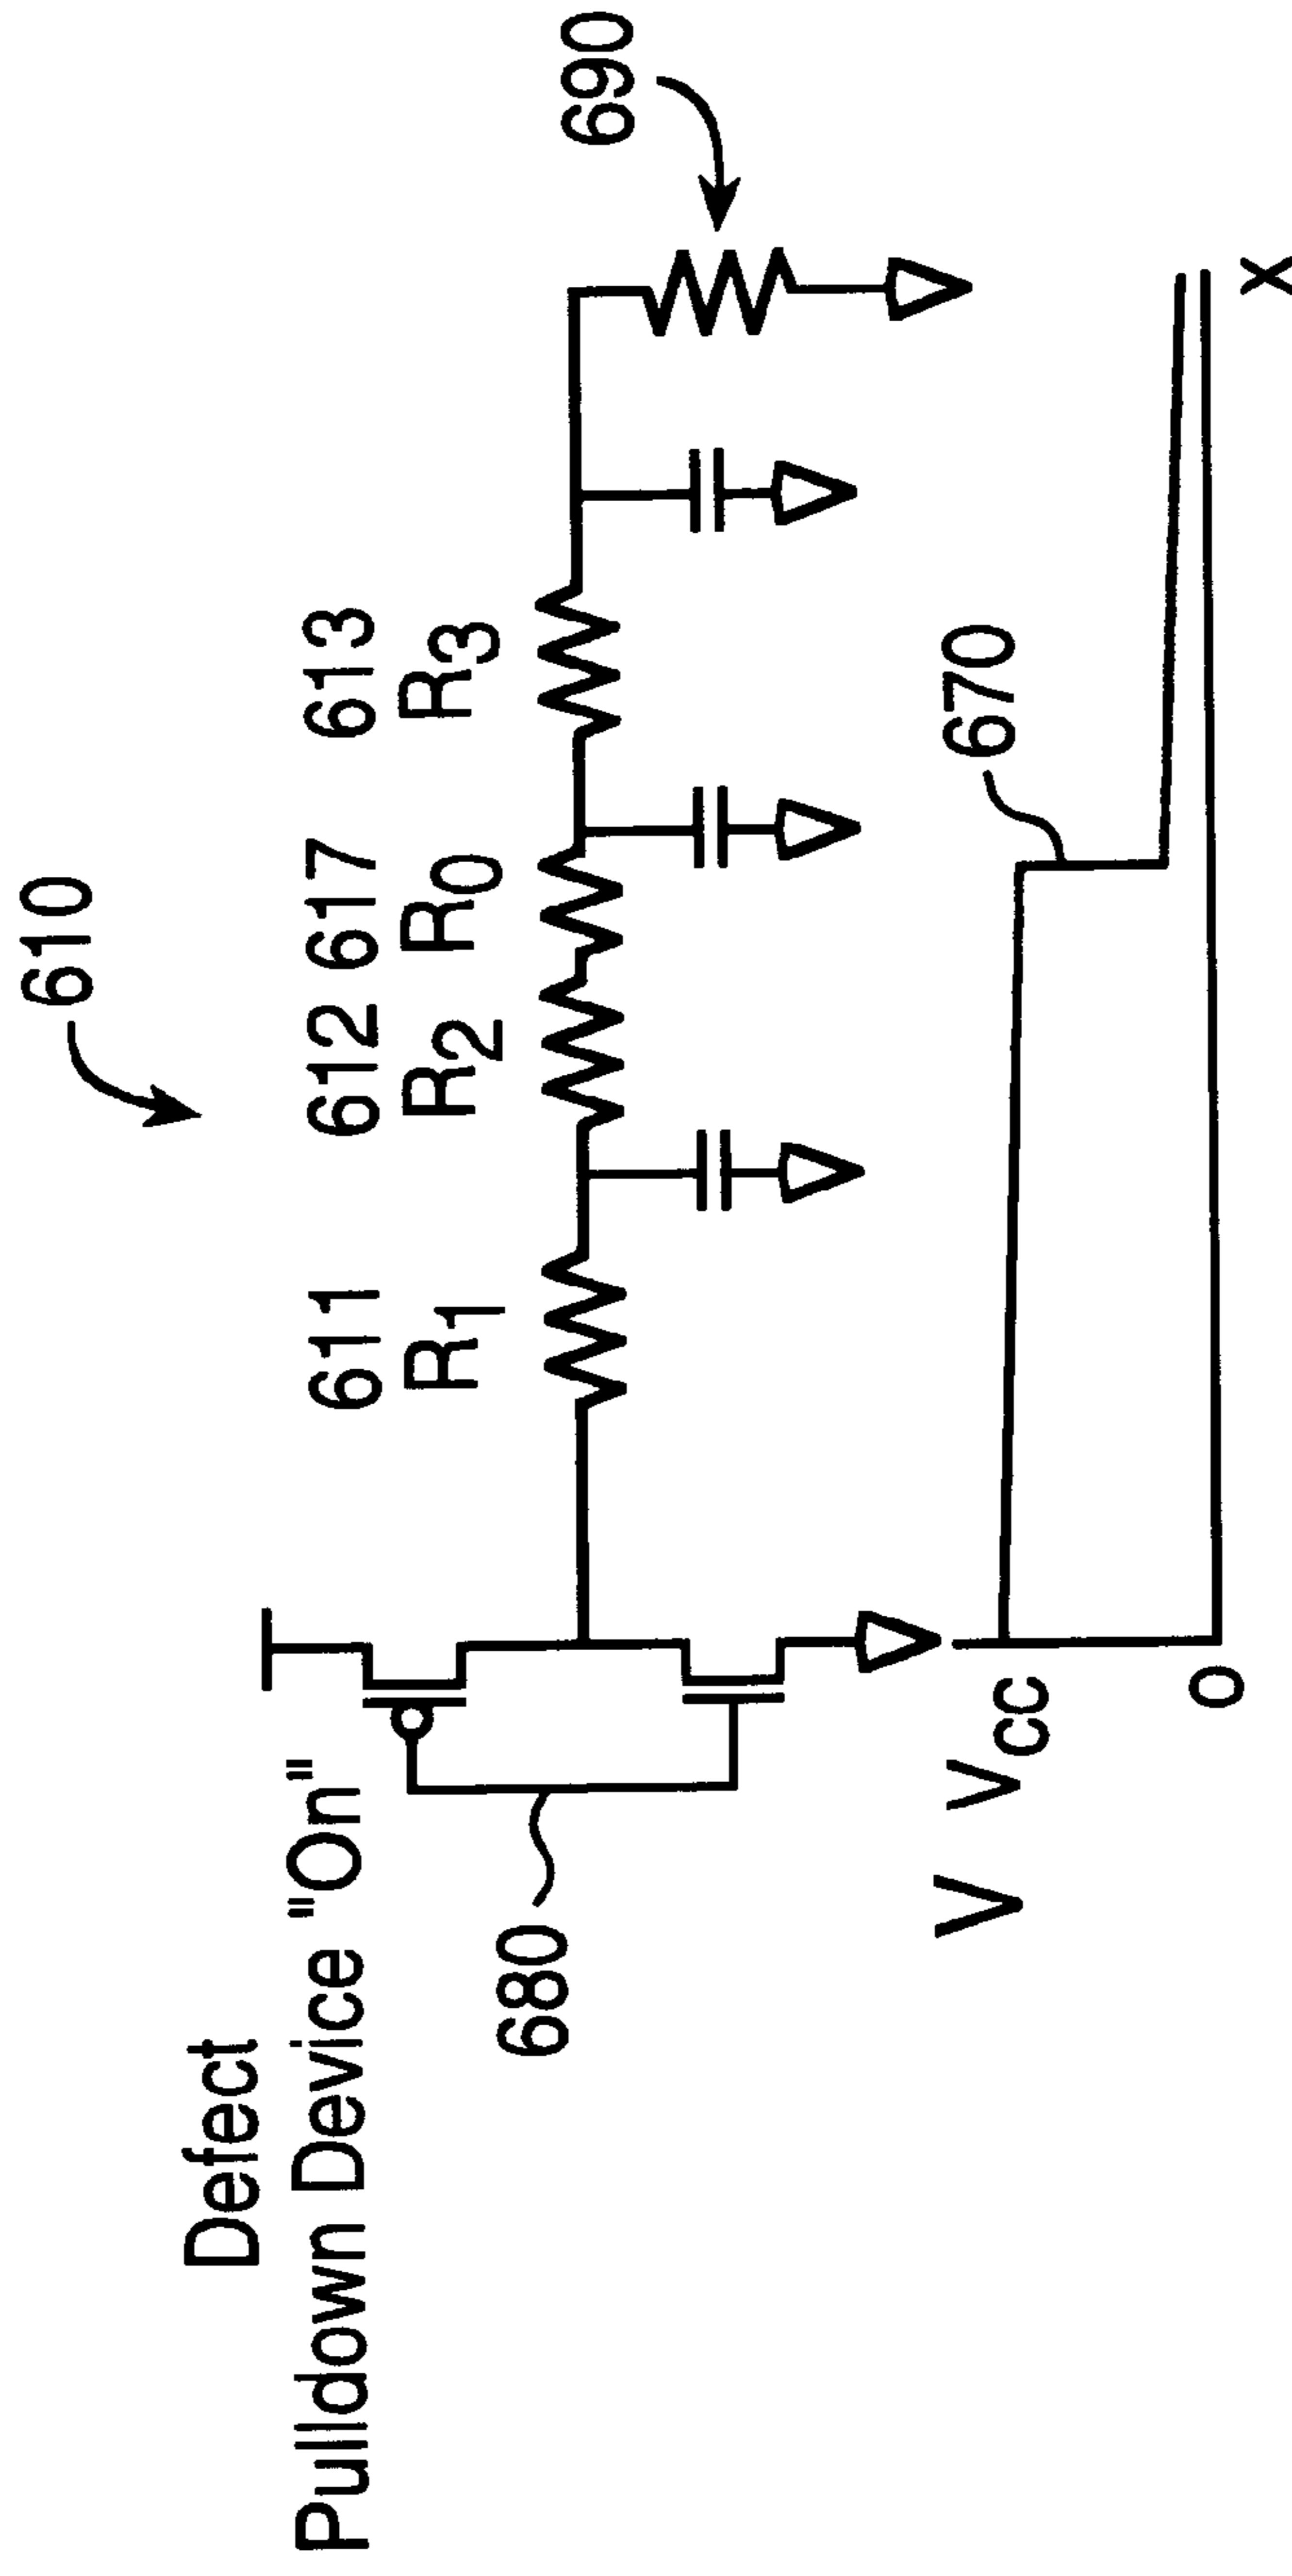 610
Defect
Pulldown Device "On"
611 612 617 613
R1 R2 R0 R3
690
680
670
V Vcc
0
X